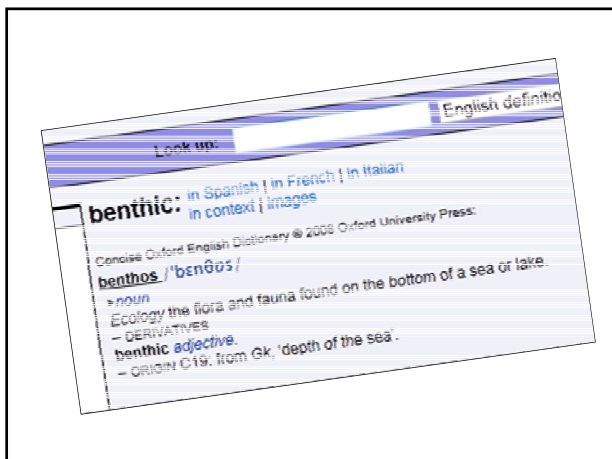 Look up:
English definitio
benthic: in Spanish | in French | in Italian
in context | images
Concise Oxford English Dictionary © 2008 Oxford University Press:
benthos /ˈbɛnθɒs/
▸noun
Ecology the flora and fauna found on the bottom of a sea or lake.
– DERIVATIVES
benthic adjective.
– ORIGIN C19: from Gk, ‘depth of the sea’.